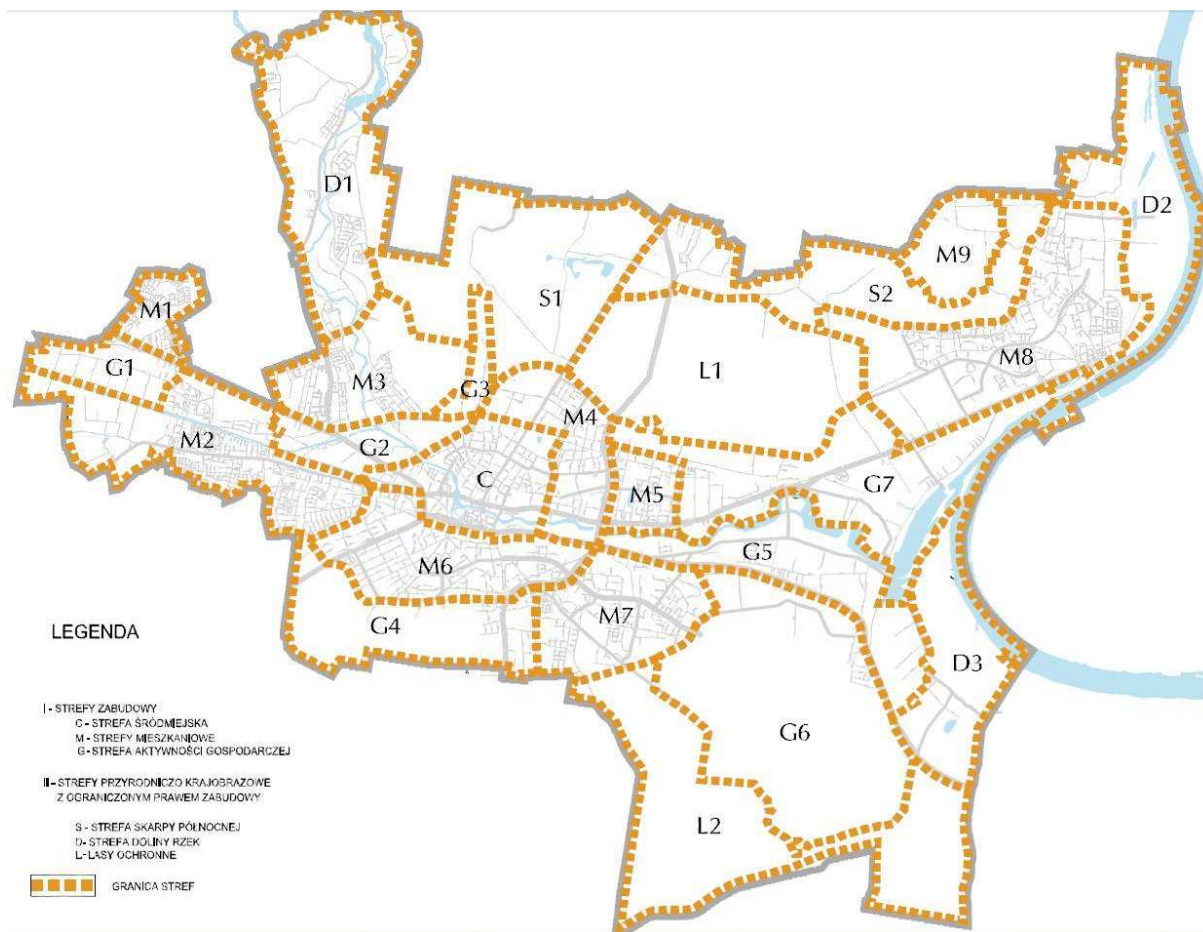 D1
D2
M9
M1
S1
S2
G1
M8
L1
M3
G3
M4
M2
G2
C
M5
G7
G5
M6
M7
G4
LEGENDA
D3
I - STREFY ZABUDOWY
C - STREFA ŚRÓDMIEJSKA
M - STREFY MIESZKANIOWE
G - STREFA AKTYWNOŚCI GOSPODARCZEJ
G6
II - STREFY PRZYRODNICZO KRAJOBRAZOWE
Z OGRANICZONYM PRAWEM ZABUDOWY
S - STREFA SKARPY PÓŁNOCNEJ
D - STREFA DOLINY RZEK
L - LASY OCHRONNE
L2
GRANICA STREF